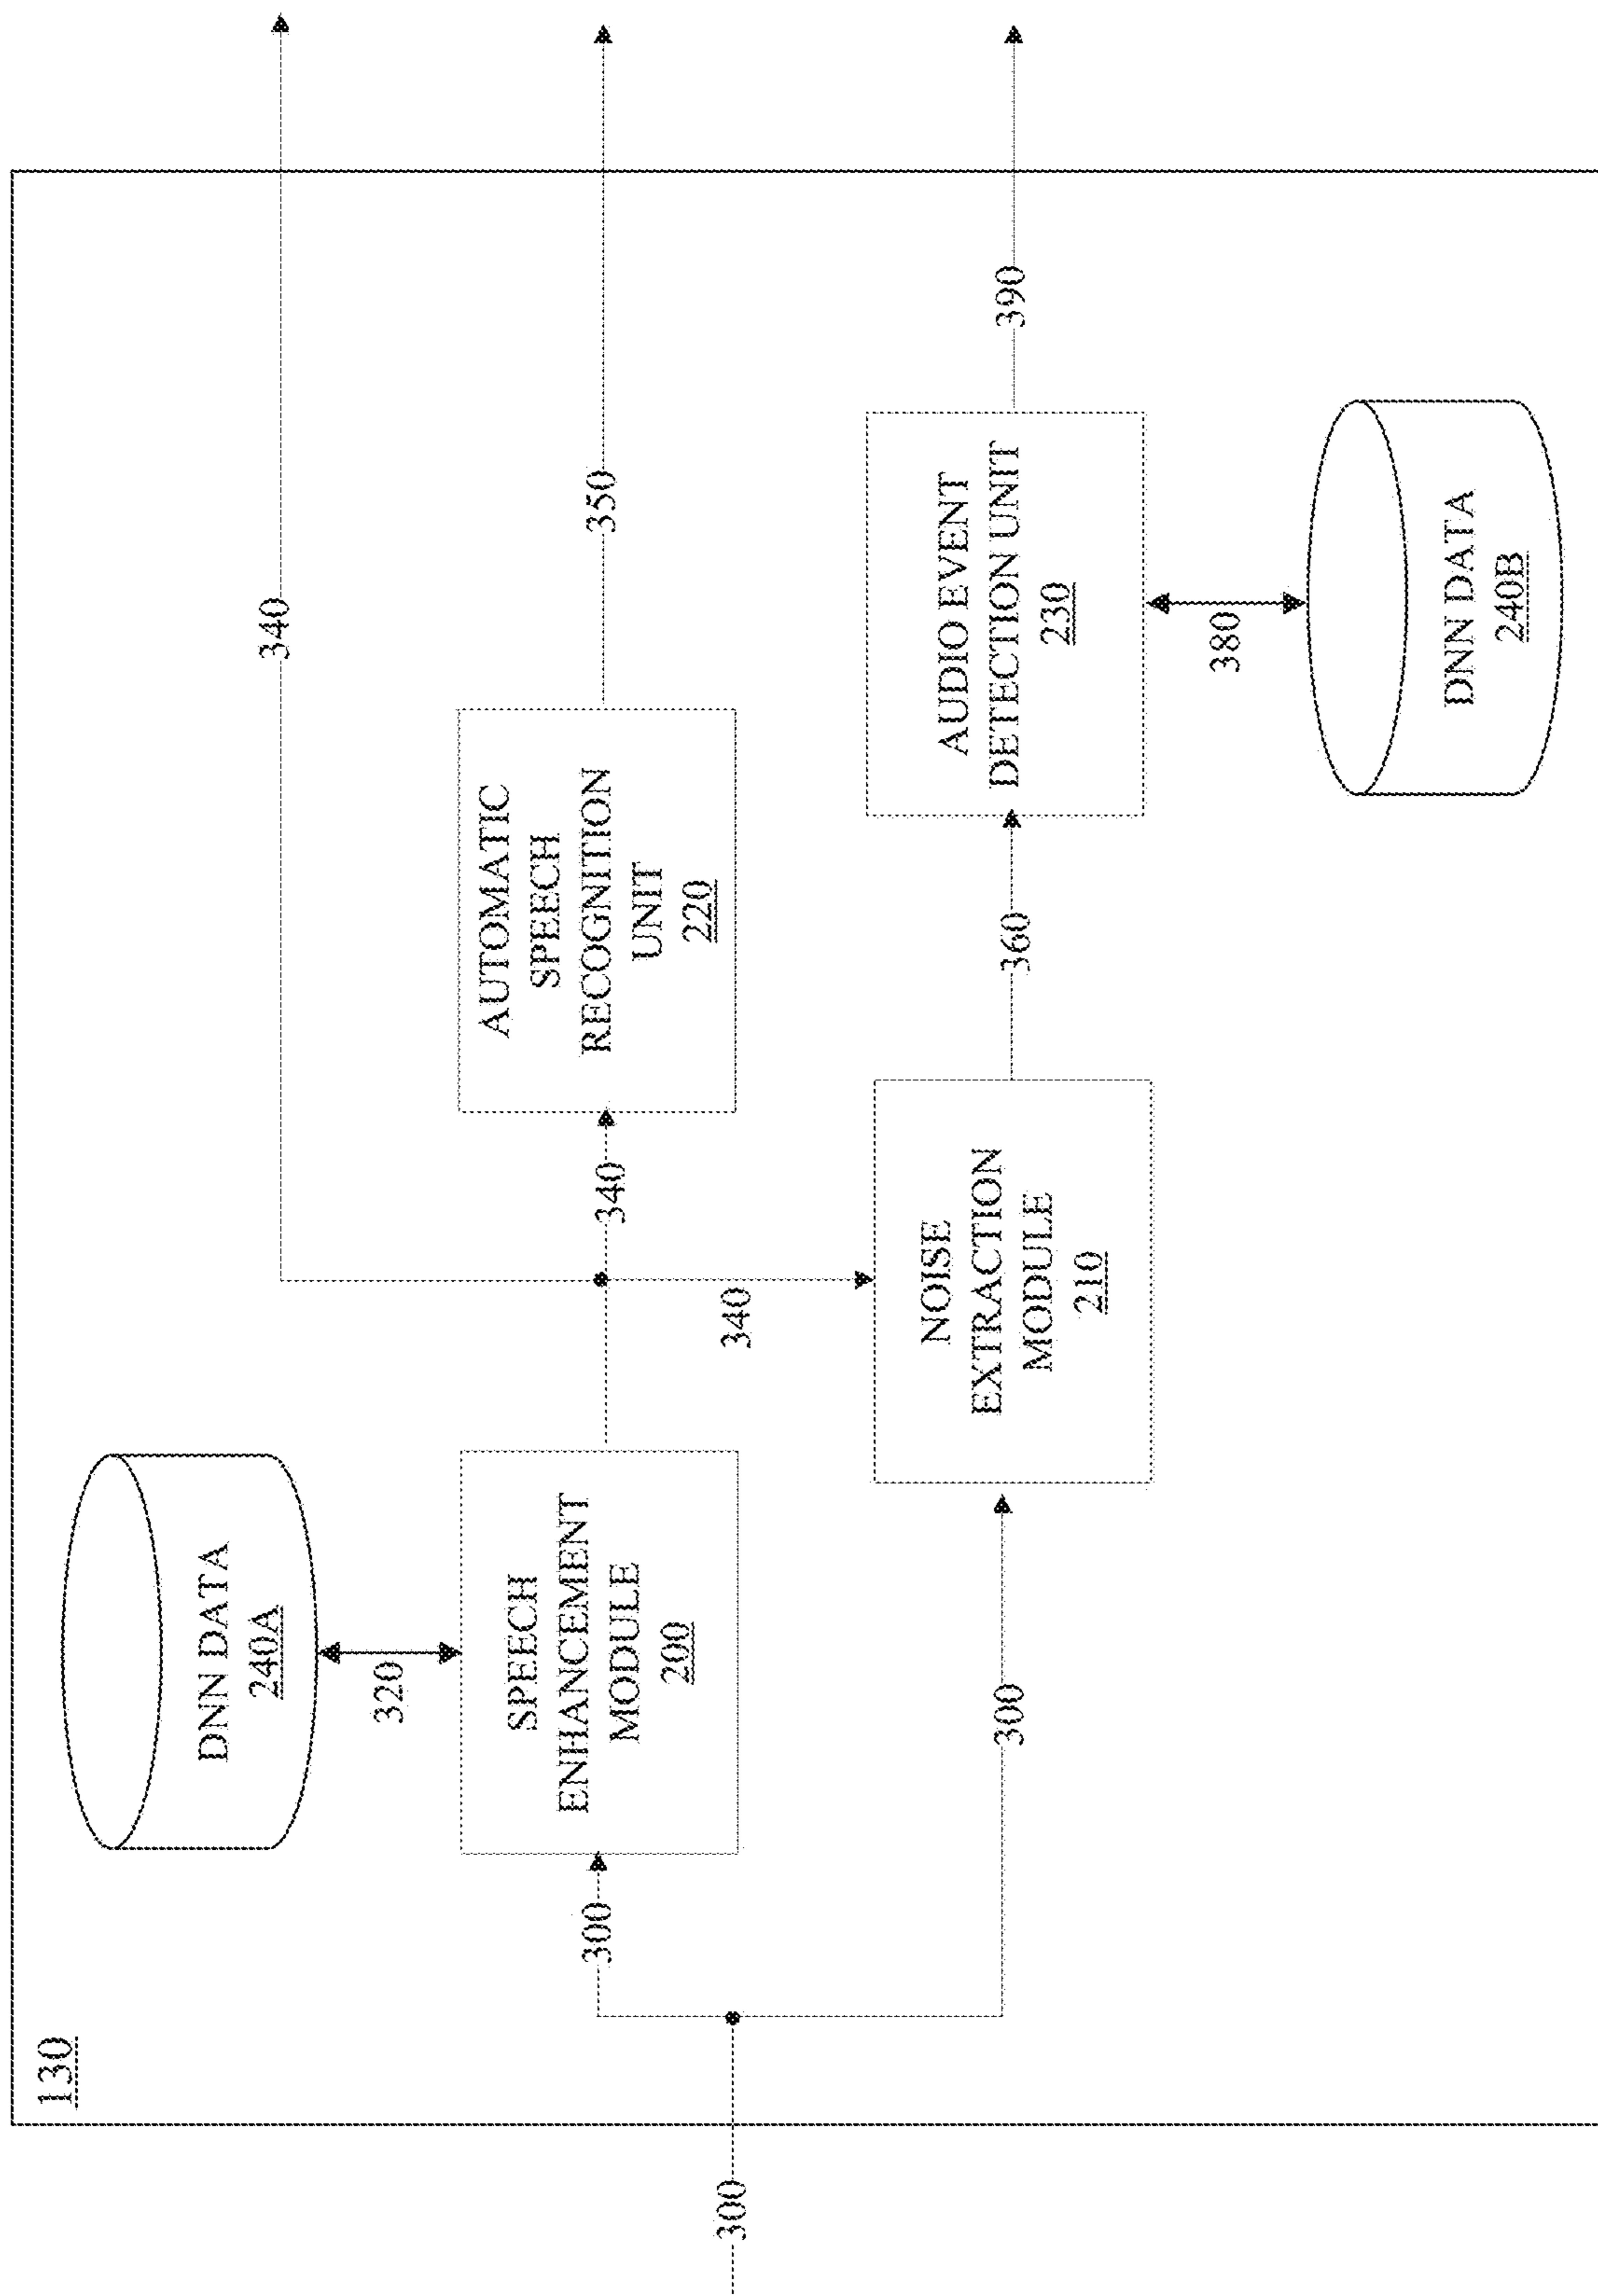 130
DNN DATA
240A
320
300
300
SPEECH
ENHANCEMENT
MODULE
200
300
340
340
340
AUTOMATIC
SPEECH
RECOGNITION
UNIT
220
350
NOISE
EXTRACTION
MODULE
210
360
AUDIO EVENT
DETECTION UNIT
230
390
380
DNN DATA
240B